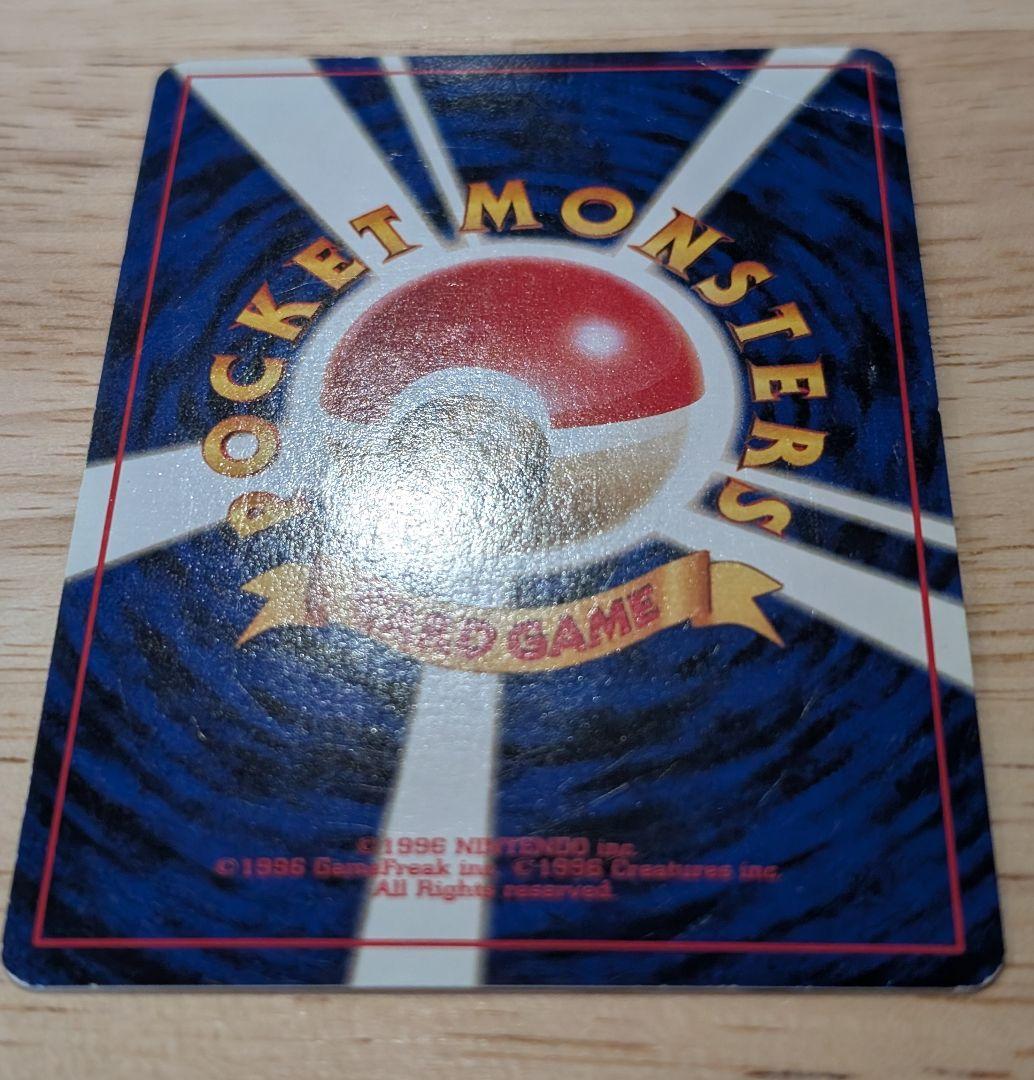 POCKET MONSTERS
CARD GAME
©1996 NINTENDO inc.
©1996 GameFreak inc. ©1996 Creatures inc.
All Rights reserved.